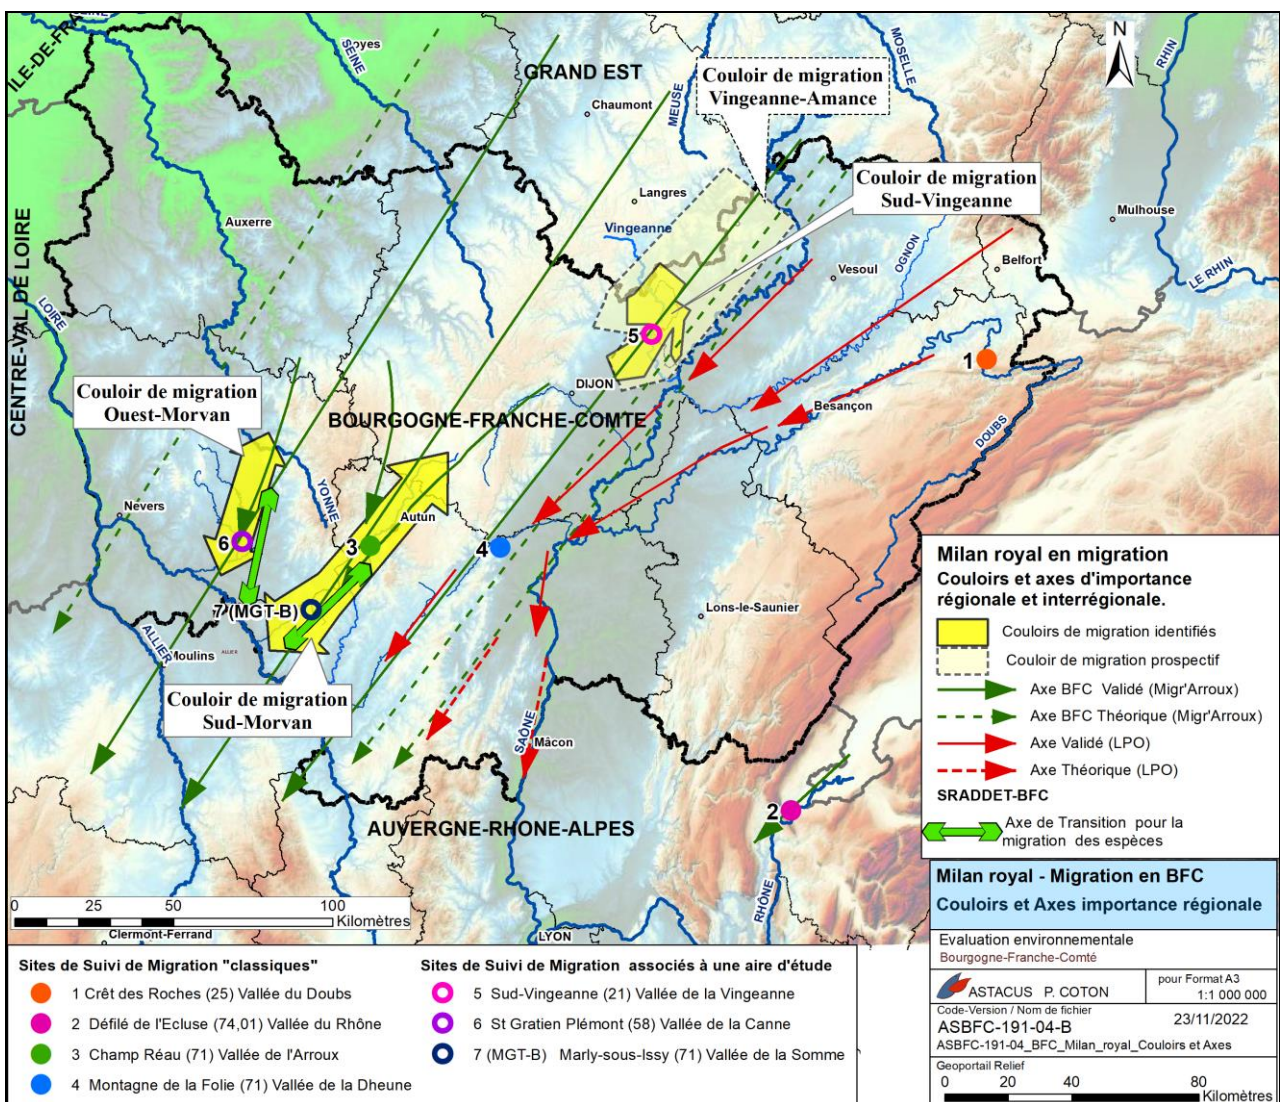 SEINE
ILE-DE-FR
oyes
SEINE
GRAND EST
Chaumont
MEUSE
MOSELLE
RHIN
N
Couloir de migration
Vingeanne-Amance
Couloir de migration
Sud-Vingeanne
Langres
Vingeanne
Auxerre
Mulhouse
Vesoul
OGNON
Belfort
LE RHIN
CENTRE-VAL DE LOIRE
LOIRE
5
1
DIJON
Couloir de migration
Ouest-Morvan
BOURGOGNE-FRANCHE-COMTE
Besançon
DOUBS
Nevers
YONNE
Autun
6
3
4
7 (MGT-B)
Lons-le-Saunier
ALLIER
Moulins
ALLIER
Couloir de migration
Sud-Morvan
SAÔNE
Mâcon
2
AUVERGNE-RHONE-ALPES
RHÔNE
LYON
Clermont-Ferrand
0 25 50 100
Kilomètres
Milan royal en migration
Couloirs et axes d'importance
régionale et interrégionale.
Couloirs de migration identifiés
Couloir de migration prospectif
Axe BFC Validé (Migr'Arroux)
Axe BFC Théorique (Migr'Arroux)
Axe Validé (LPO)
Axe Théorique (LPO)
SRADDET-BFC
Axe de Transition pour la
migration des espèces
Milan royal - Migration en BFC
Couloirs et Axes importance régionale
Evaluation environnementale
Bourgogne-Franche-Comté
ASTACUS P. COTON
pour Format A3
1:1 000 000
Code-Version / Nom de fichier
ASBFC-191-04-B
23/11/2022
ASBFC-191-04_BFC_Milan_royal_Couloirs et Axes
Geoportail Relief
0 20 40 80
Kilomètres
Sites de Suivi de Migration "classiques"
1 Crêt des Roches (25) Vallée du Doubs
2 Défilé de l'Ecluse (74,01) Vallée du Rhône
3 Champ Réau (71) Vallée de l'Arroux
4 Montagne de la Folie (71) Vallée de la Dheune
Sites de Suivi de Migration associés à une aire d'étude
5 Sud-Vingeanne (21) Vallée de la Vingeanne
6 St Gratien Plémont (58) Vallée de la Canne
7 (MGT-B) Marly-sous-Issy (71) Vallée de la Somme